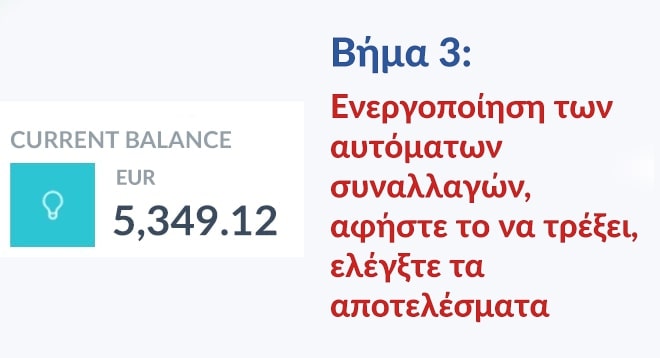 CURRENT BALANCE
EUR
5,349.12
Βήμα 3:
Ενεργοποίηση των
αυτόματων
συναλλαγών,
αφήστε το να τρέξει,
ελέγξτε τα
αποτελέσματα